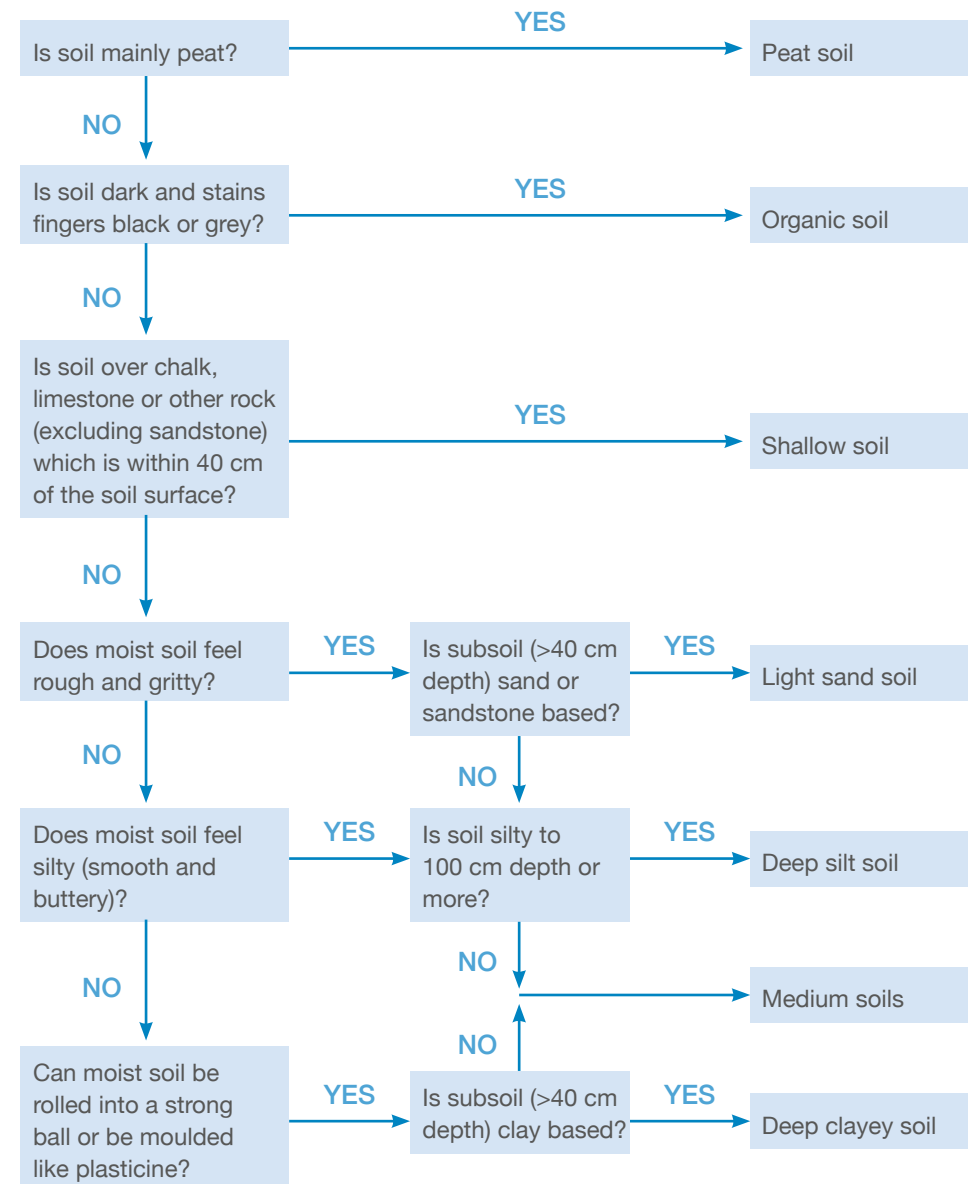 YES
Is soil mainly peat?
Peat soil
NO
Is soil dark and stains
fingers black or grey?
YES
Organic soil
NO
Is soil over chalk,
limestone or other rock
(excluding sandstone)
which is within 40 cm
of the soil surface?
YES
Shallow soil
NO
Does moist soil feel
rough and gritty?
YES
Is subsoil (>40 cm
depth) sand or
sandstone based?
YES
Light sand soil
NO
NO
Does moist soil feel
silty (smooth and
buttery)?
YES
Is soil silty to
100 cm depth or
more?
YES
Deep silt soil
NO
NO
Medium soils
NO
Can moist soil be
rolled into a strong
ball or be moulded
like plasticine?
YES
Is subsoil (>40 cm
depth) clay based?
YES
Deep clayey soil